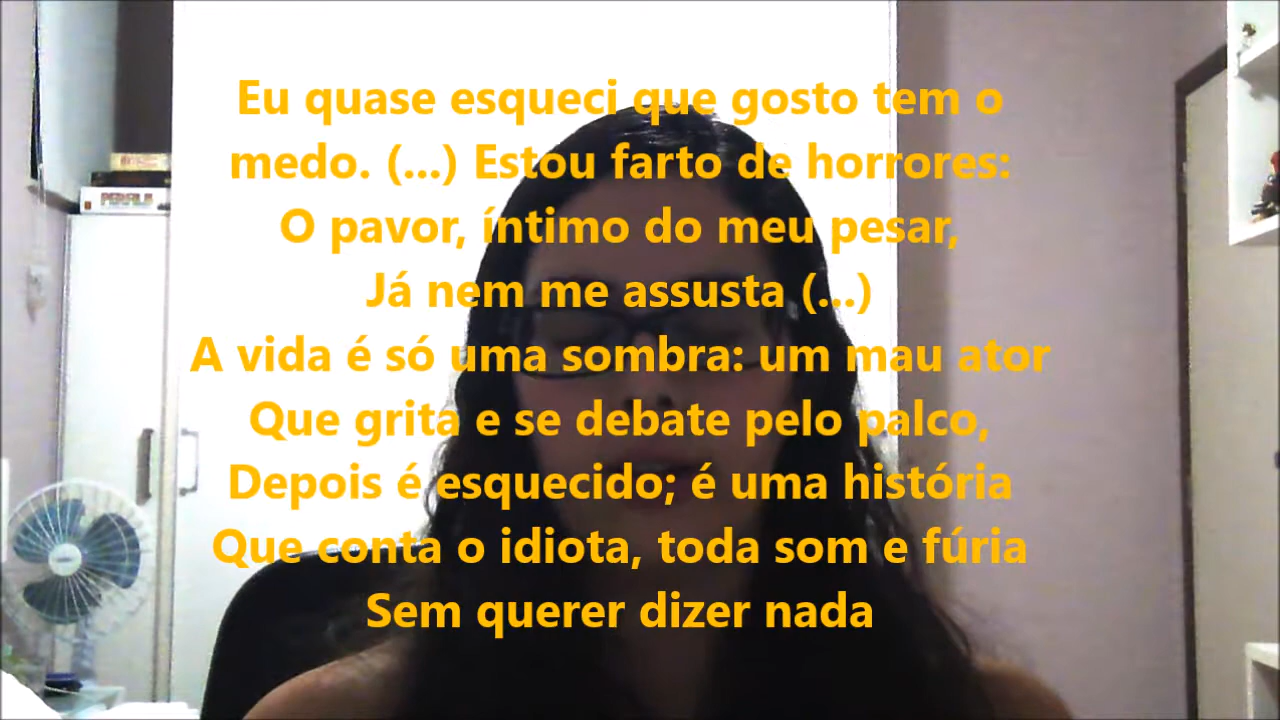 Eu quase esqueci que gosto tem o
medo. (...) Estou farto de horrores:
O pavor, íntimo do meu pesar,
Já nem me assusta (...)
A vida é só uma sombra: um mau ator
Que grita e se debate pelo palco,
Depois é esquecido; é uma história
Que conta o idiota, toda som e fúria
Sem querer dizer nada